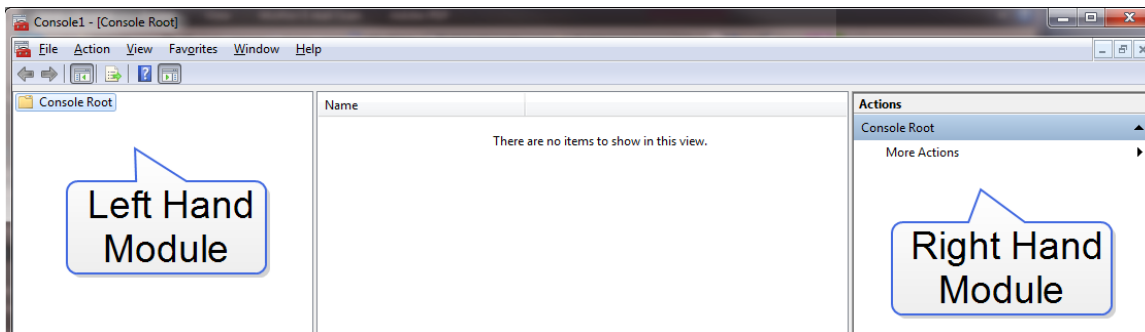 Console1 - [Console Root]
File Action View Favorites Window Help
Console Root
Name
There are no items to show in this view.
Actions
Console Root
More Actions
Left Hand
Module
Right Hand
Module